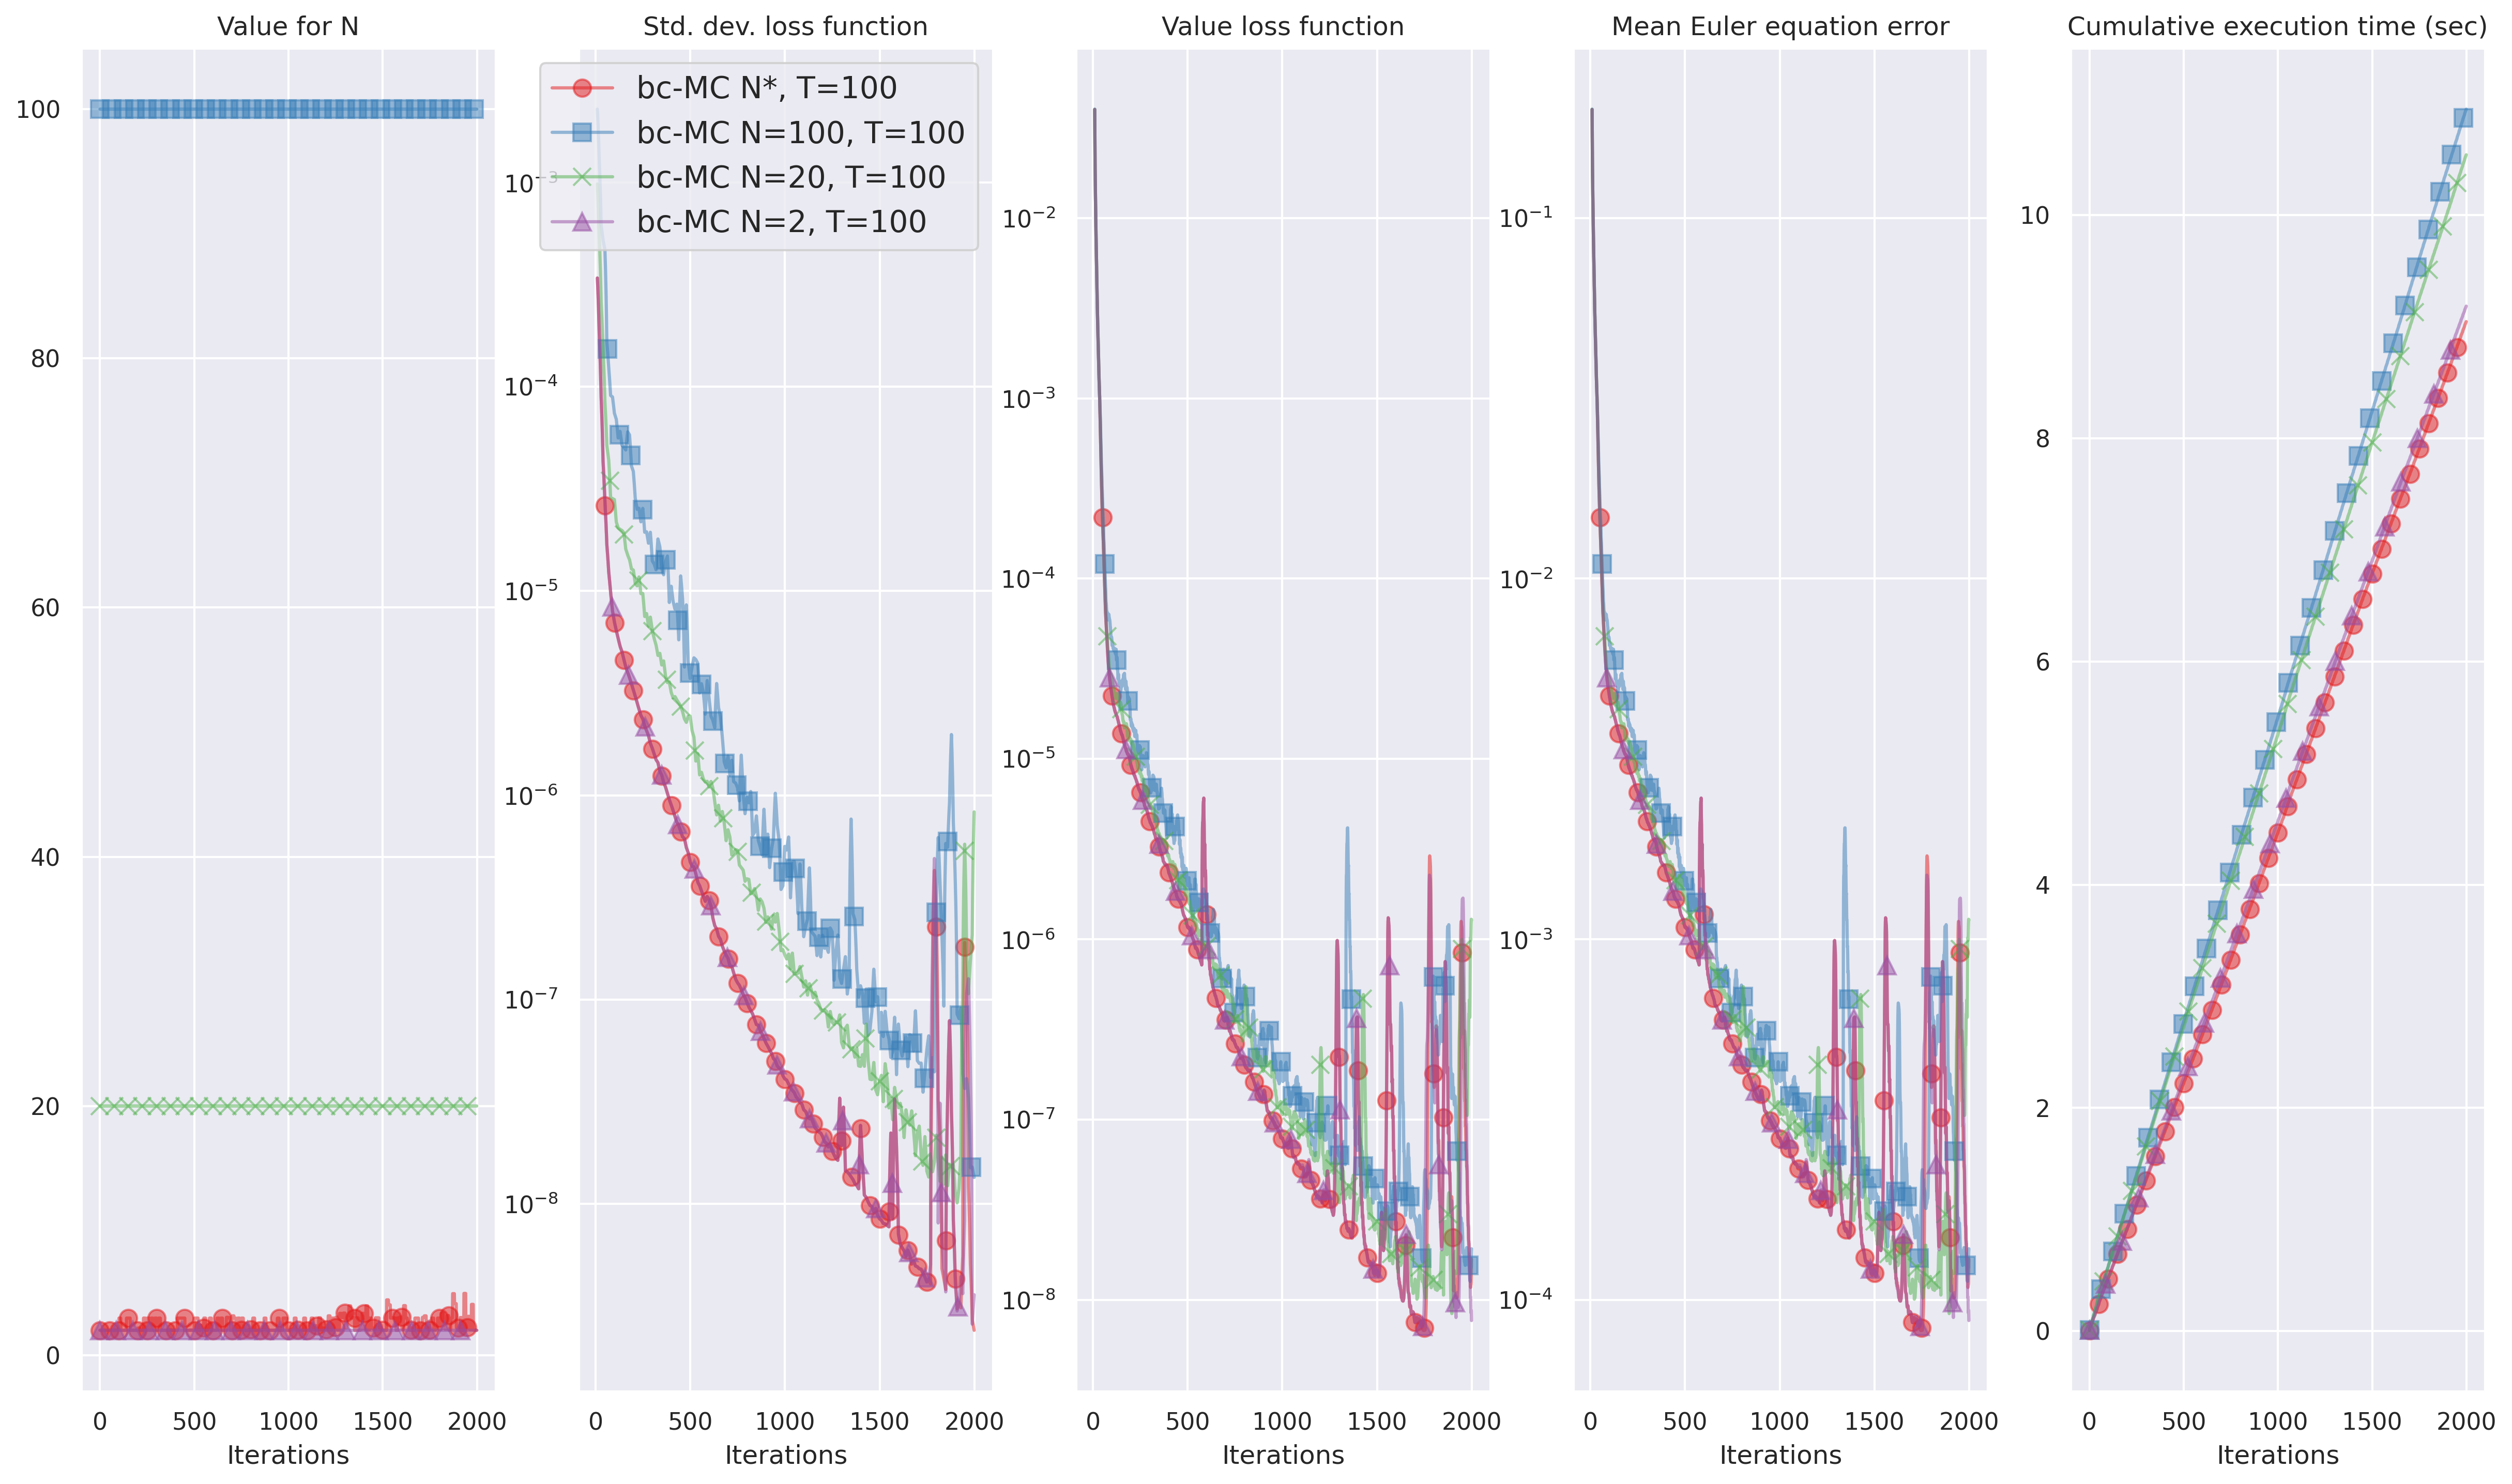 Value for N
Std. dev. loss function
Value loss function
Mean Euler equation error
Cumulative execution time (sec)
bc-MC N*, T=100
bc-MC N=100, T=100
bc-MC N=20, T=100
bc-MC N=2, T=100
100
80
60
40
20
0
0 500 1000 1500 2000
Iterations
10⁻³
10⁻⁴
10⁻⁵
10⁻⁶
10⁻⁷
10⁻⁸
0 500 1000 1500 2000
Iterations
10⁻²
10⁻³
10⁻⁴
10⁻⁵
10⁻⁶
10⁻⁷
10⁻⁸
0 500 1000 1500 2000
Iterations
10⁻¹
10⁻²
10⁻³
10⁻⁴
0 500 1000 1500 2000
Iterations
10
8
6
4
2
0
0 500 1000 1500 2000
Iterations